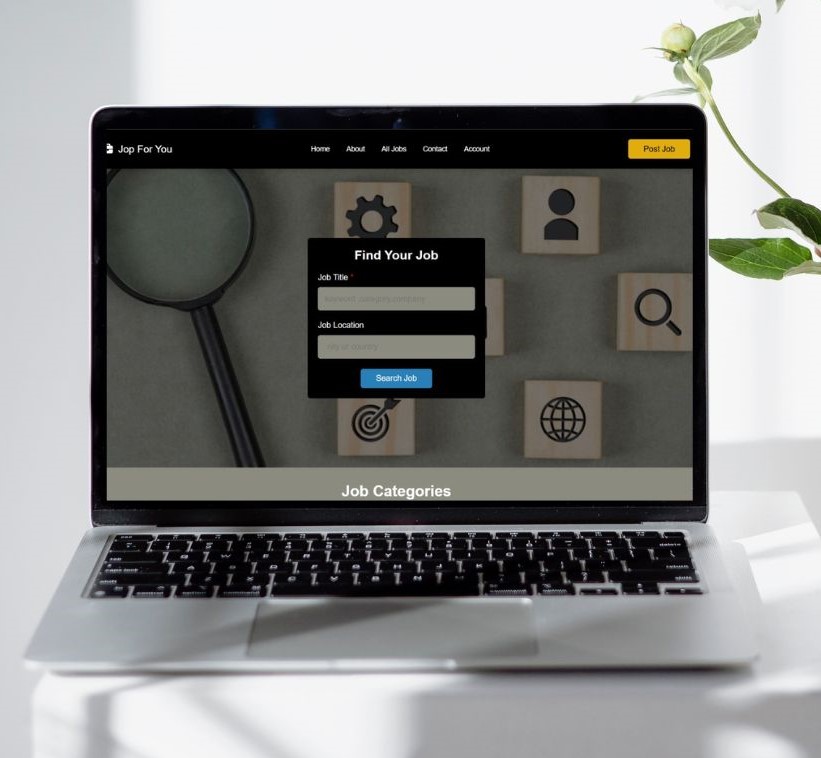 Jop For You
Home About All Jobs Contact Account
Post Job
Find Your Job
Job Title *
keyword ,category,company
Job Location
city or country
Search Job
Job Categories